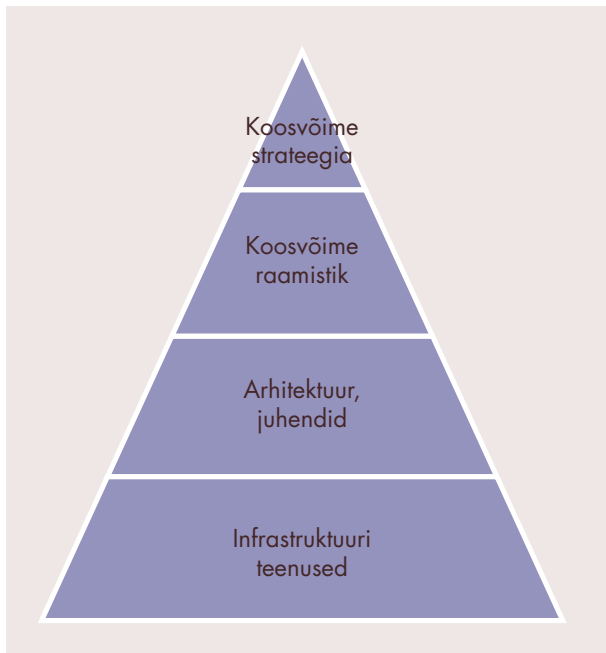 Koosvõime
strateegia
Koosvõime
raamistik
Arhitektuur,
juhendid
Infrastruktuuri
teenused